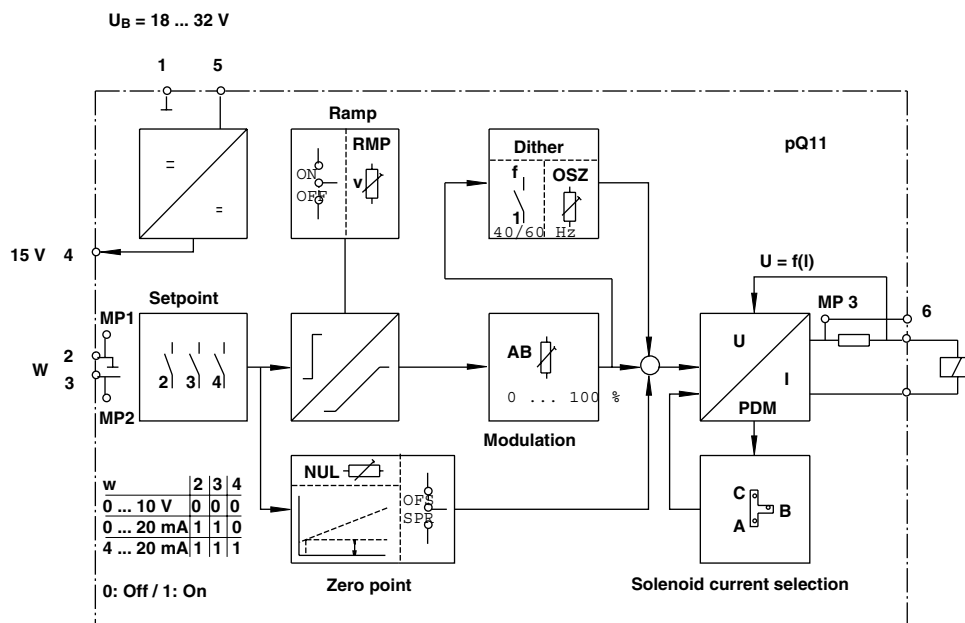 U_B = 18 ... 32 V
1 5
Ramp
pQ11
RMP
ON
OFF
v
Dither
f
OSZ
1
40/60 Hz
=
=
15 V 4
U = f(I)
Setpoint
MP1
MP 3
6
2
W
3
MP2
2 3 4
AB
0 ... 100 %
Modulation
U
I
PDM
NUL
OFS
SPR
Zero point
C
B
A
Solenoid current selection
w 2 3 4
0 ... 10 V 0 0 0
0 ... 20 mA 1 1 0
4 ... 20 mA 1 1 1
0: Off / 1: On